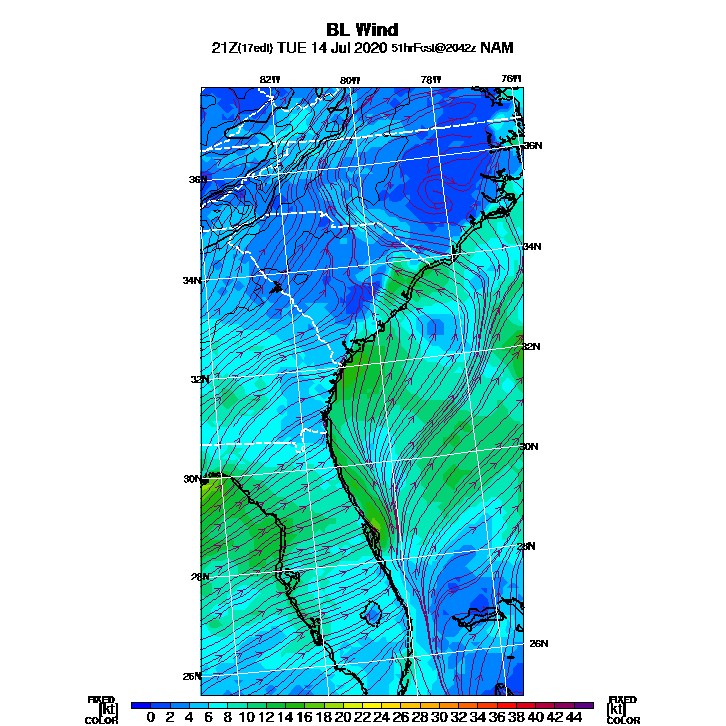 BL Wind
21Z(17edt) TUE 14 Jul 2020 51hrFcst@2042z NAM
82W 80W 78W 76W
36N
36N
34N
34N
32N
32N
30N
30N
28N
28N
26N
26N
FIXED FIXED
[kt] 0 2 4 6 8 10 12 14 16 18 20 22 24 26 28 30 32 34 36 38 40 42 44 [kt]
COLOR COLOR